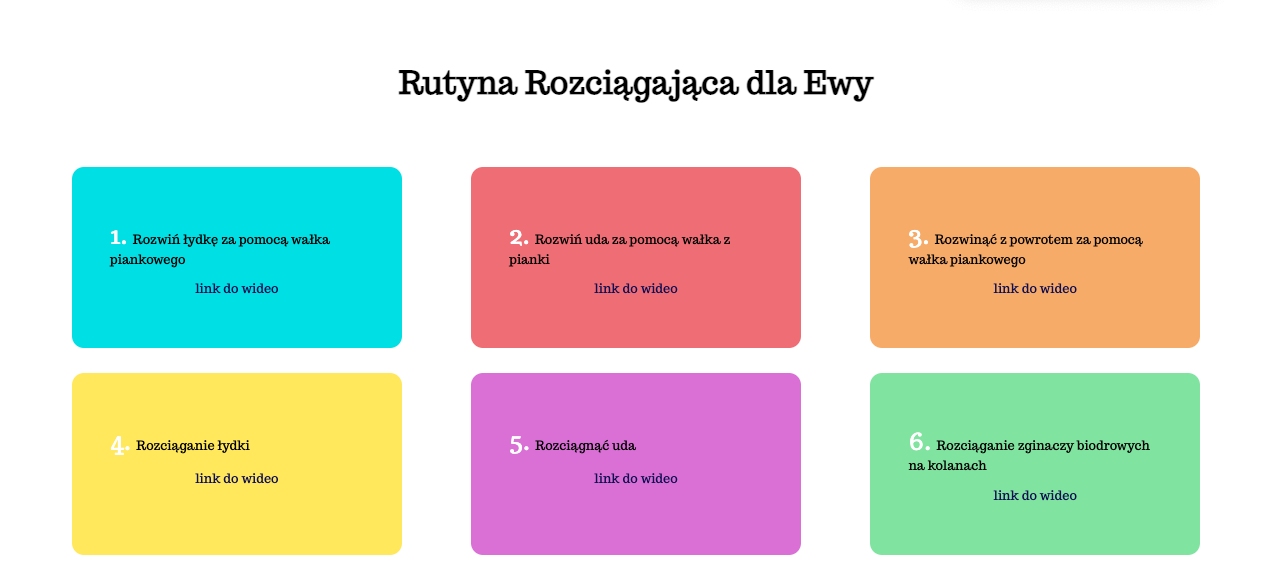 Rutyna Rozciągająca dla Ewy
1. Rozwiń łydkę za pomocą wałka
piankowego
link do wideo
2. Rozwiń uda za pomocą wałka z
pianki
link do wideo
3. Rozwinąć z powrotem za pomocą
wałka piankowego
link do wideo
4. Rozciąganie łydki
link do wideo
5. Rozciągnąć uda
link do wideo
6. Rozciąganie zginaczy biodrowych
na kolanach
link do wideo